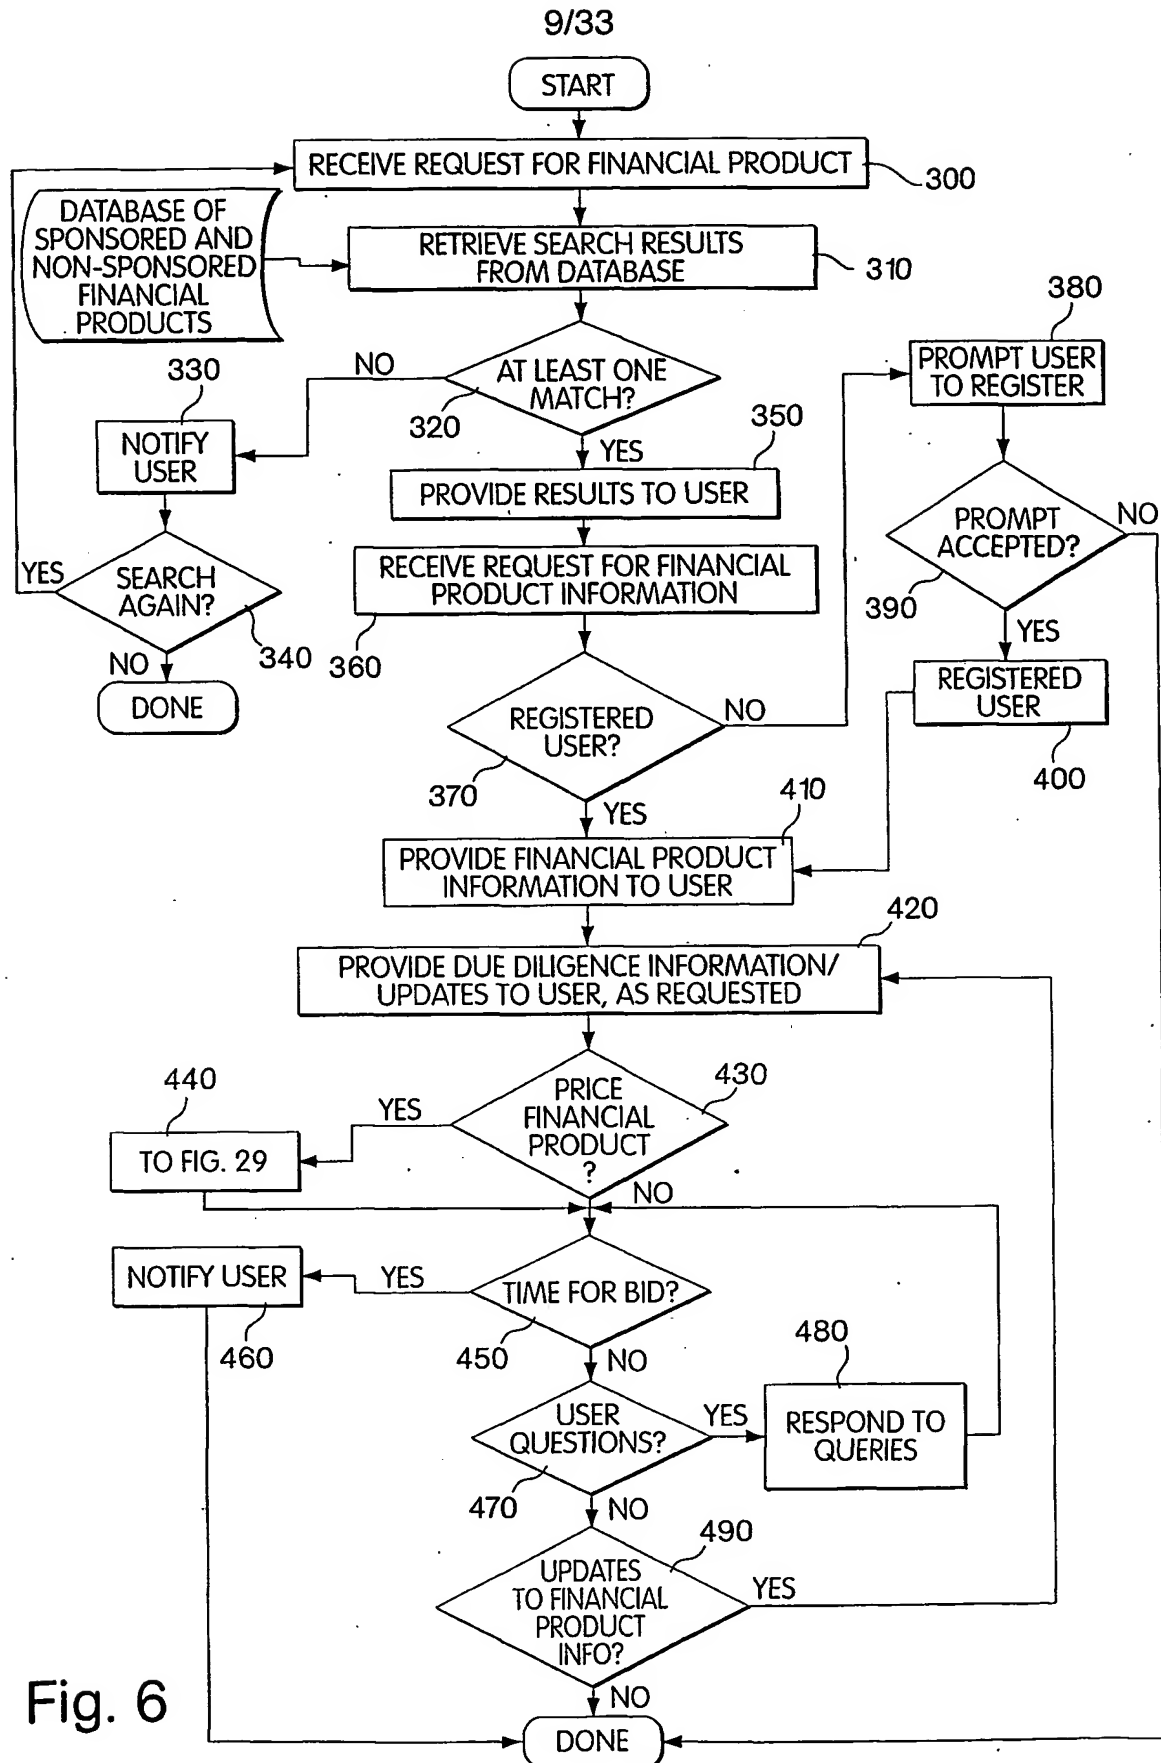 9/33
START
RECEIVE REQUEST FOR FINANCIAL PRODUCT
300
DATABASE OF
SPONSORED AND
NON-SPONSORED
FINANCIAL
PRODUCTS
RETRIEVE SEARCH RESULTS
FROM DATABASE
310
380
PROMPT USER
TO REGISTER
AT LEAST ONE
MATCH?
320
NO
YES
330
NOTIFY
USER
350
PROVIDE RESULTS TO USER
PROMPT
ACCEPTED?
390
NO
YES
SEARCH
AGAIN?
340
YES
NO
DONE
RECEIVE REQUEST FOR FINANCIAL
PRODUCT INFORMATION
360
REGISTERED
USER
400
REGISTERED
USER?
370
NO
YES
410
PROVIDE FINANCIAL PRODUCT
INFORMATION TO USER
420
PROVIDE DUE DILIGENCE INFORMATION/
UPDATES TO USER, AS REQUESTED
430
PRICE
FINANCIAL
PRODUCT
?
YES
NO
440
TO FIG. 29
TIME FOR BID?
450
YES
NO
NOTIFY USER
460
USER
QUESTIONS?
470
YES
NO
480
RESPOND TO
QUERIES
490
UPDATES
TO FINANCIAL
PRODUCT
INFO?
YES
NO
DONE
Fig. 6